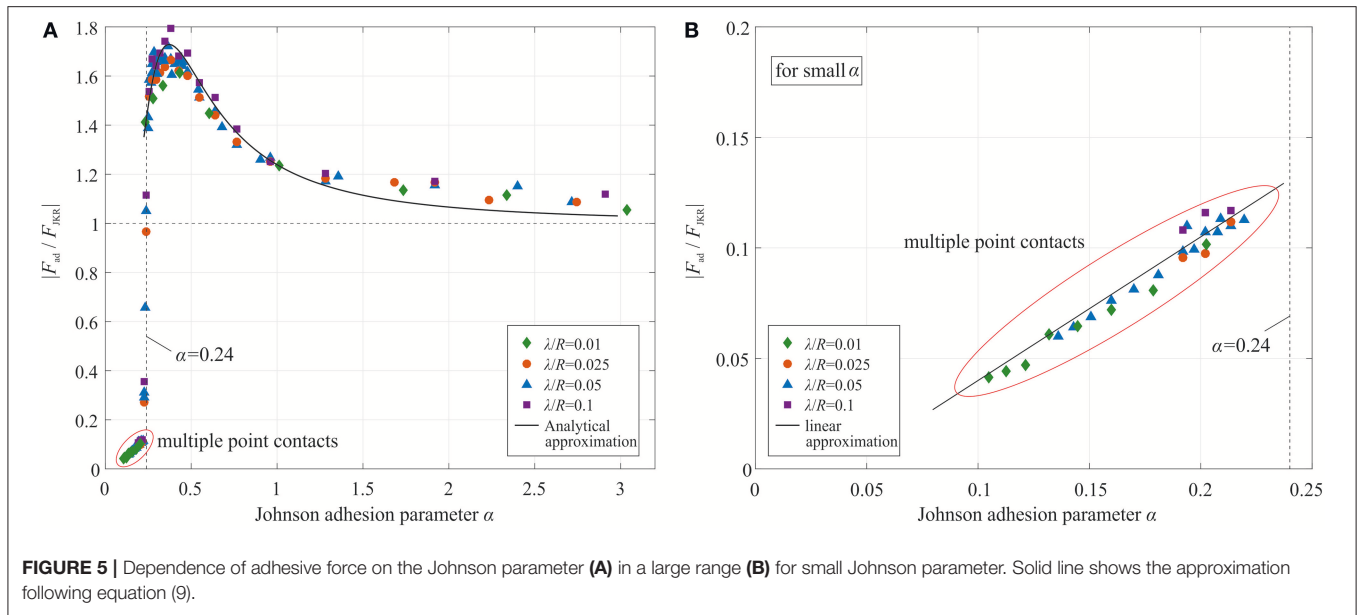 A
1.8
1.6
1.4
1.2
1
0.8
0.6
0.4
0.2
0
|F_ad / F_JKR|
α=0.24
multiple point contacts
λ/R=0.01
λ/R=0.025
λ/R=0.05
λ/R=0.1
Analytical
approximation
0 0.5 1 1.5 2 2.5 3
Johnson adhesion parameter α
B
0.2
0.15
0.1
0.05
0
|F_ad / F_JKR|
for small α
multiple point contacts
α=0.24
λ/R=0.01
λ/R=0.025
λ/R=0.05
λ/R=0.1
linear
approximation
0 0.05 0.1 0.15 0.2 0.25
Johnson adhesion parameter α
FIGURE 5 | Dependence of adhesive force on the Johnson parameter (A) in a large range (B) for small Johnson parameter. Solid line shows the approximation
following equation (9).